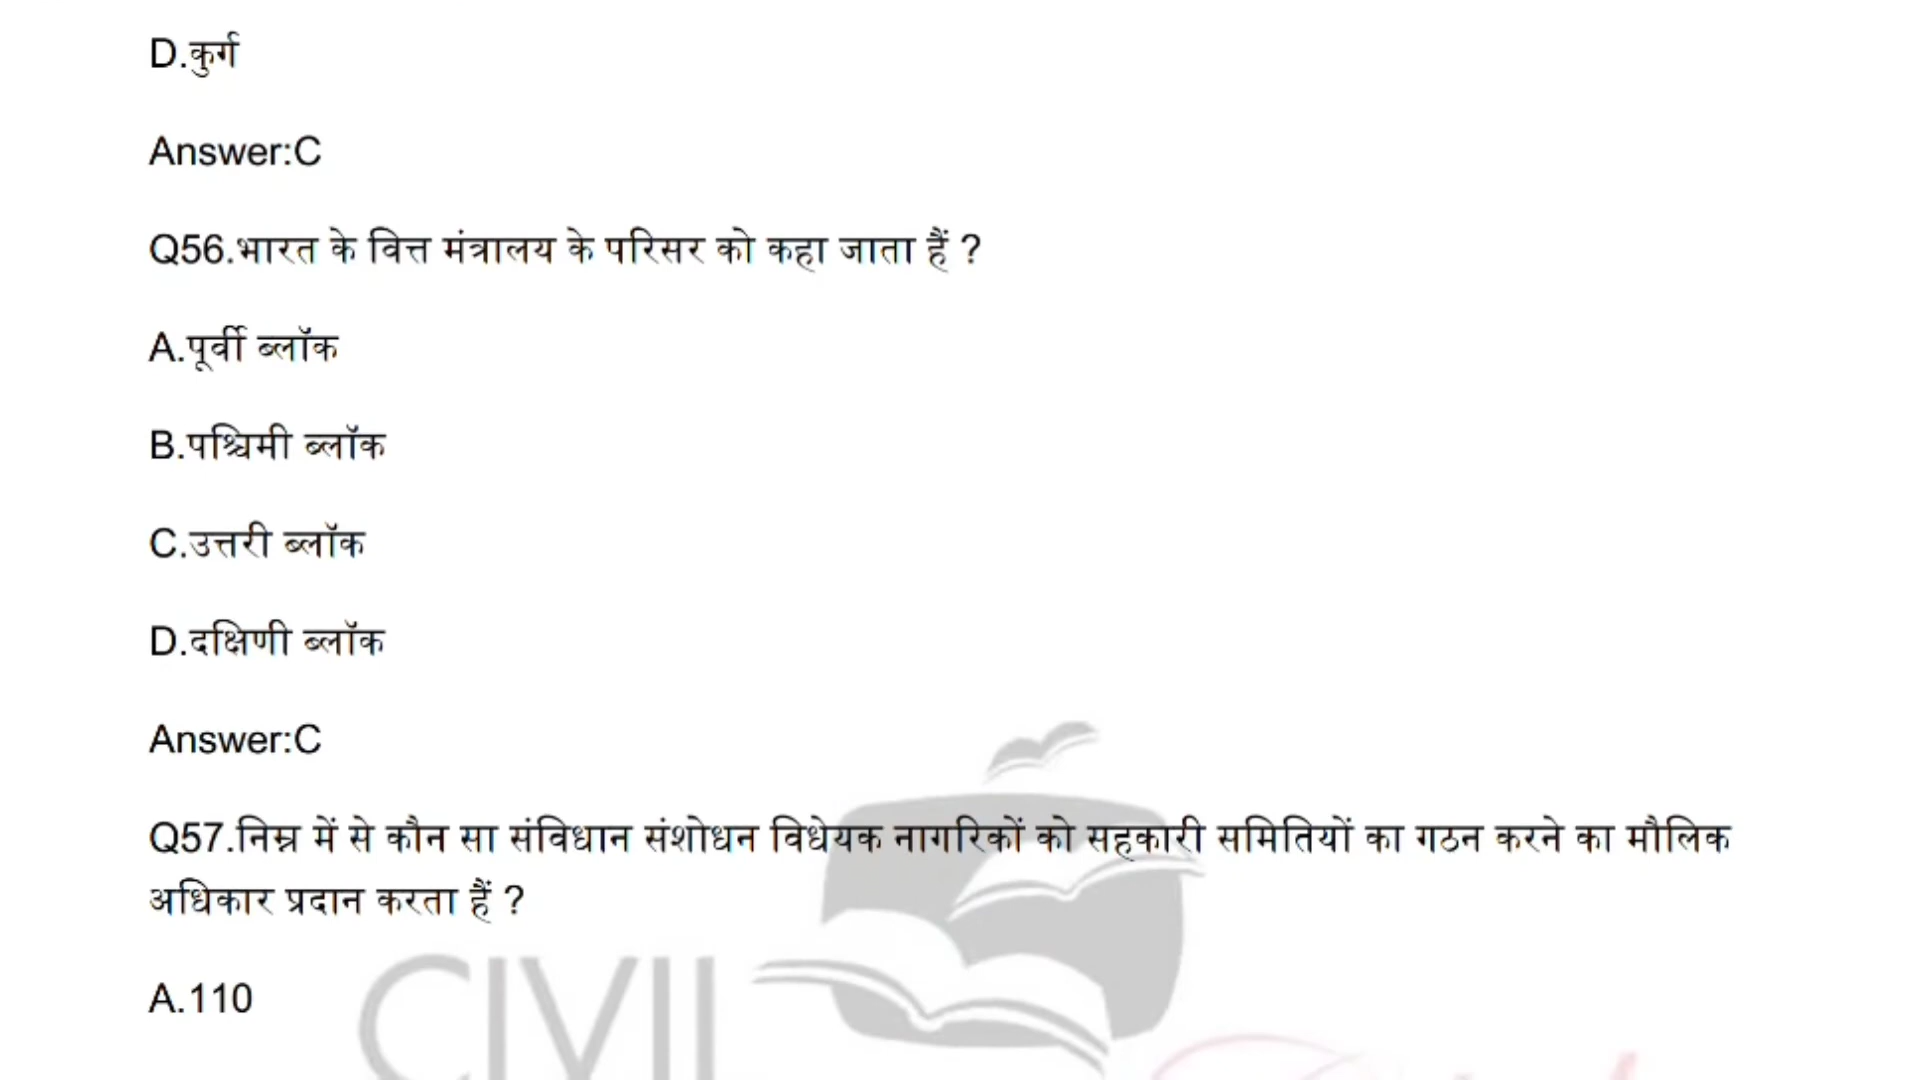 D.कुर्ग
Answer:C
Q56.भारत के वित्त मंत्रालय के परिसर को कहा जाता हैं ?
A.पूर्वी ब्लॉक
B.पश्चिमी ब्लॉक
C.उत्तरी ब्लॉक
D.दक्षिणी ब्लॉक
Answer:C
Q57.निम्न में से कौन सा संविधान संशोधन विधेयक नागरिकों को सहकारी समितियों का गठन करने का मौलिक
अधिकार प्रदान करता हैं ?
A.110
CIVIL